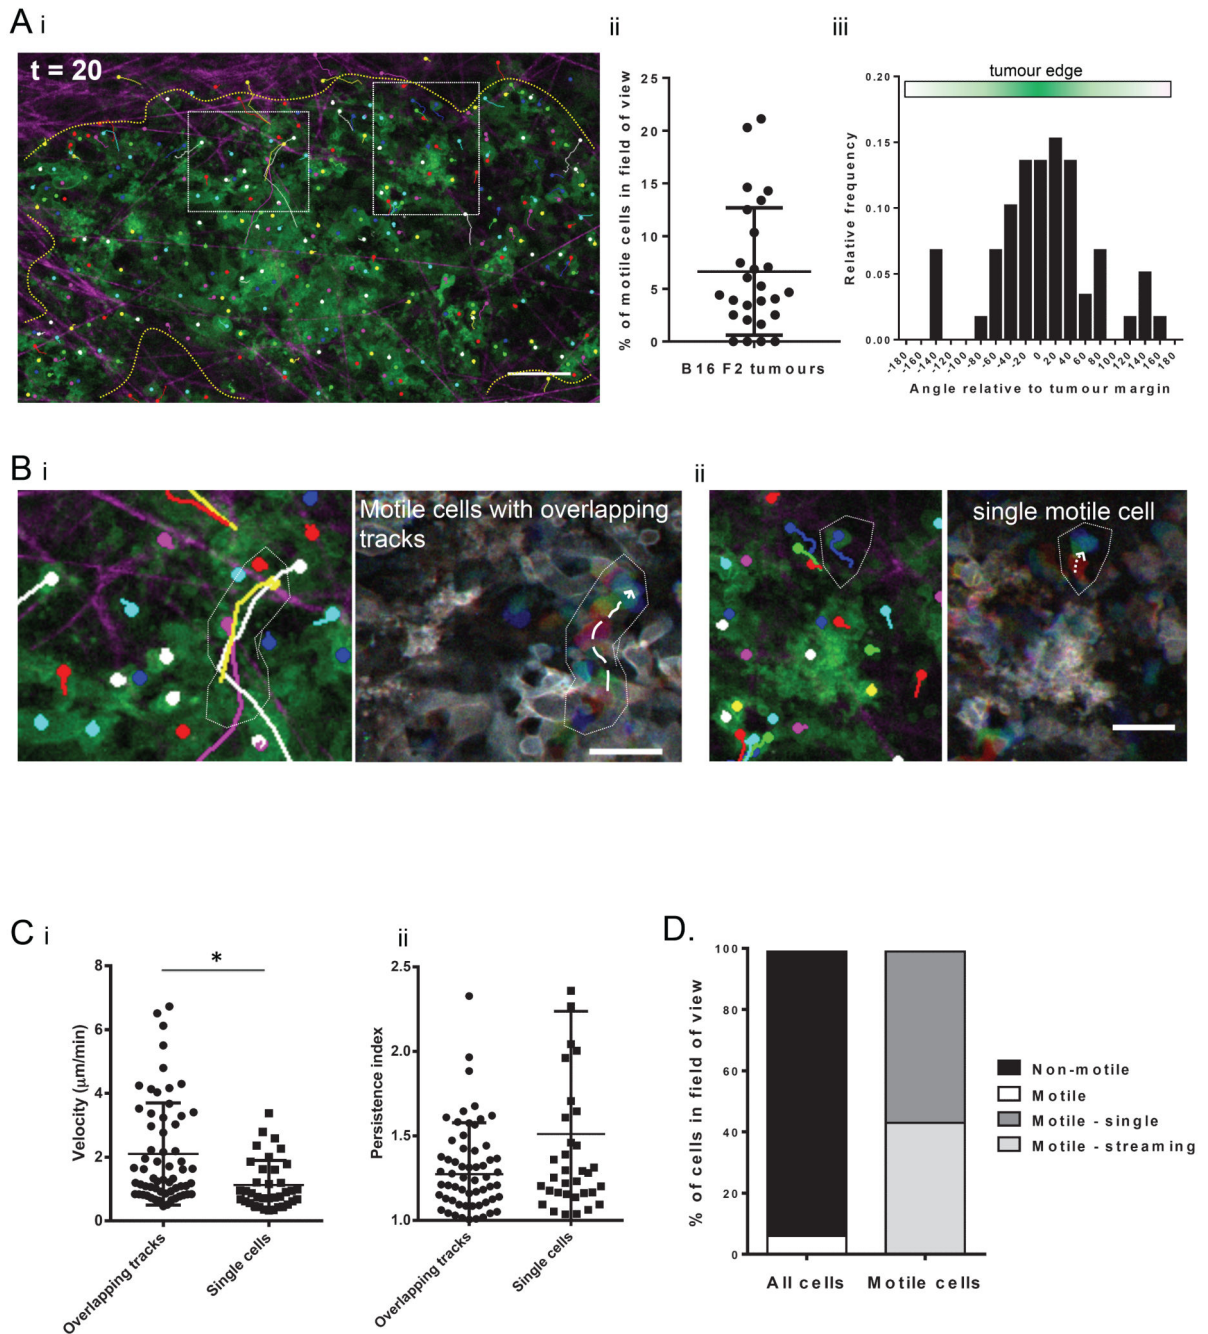 A i
t = 20
ii
% of motile cells in field of view
25
20
15
10
5
0
B16 F2 tumours
iii
tumour edge
Relative frequency
0.20
0.15
0.10
0.05
0.00
-180
-160
-140
-120
-100
-80
-60
-40
-20
0
20
40
60
80
100
120
140
160
180
Angle relative to tumour margin
B i
Motile cells with overlapping
tracks
ii
single motile cell
C i
Velocity (μm/min)
8
6
4
2
0
*
Overlapping tracks
Single cells
ii
Persistence index
2.5
2.0
1.5
1.0
Overlapping tracks
Single cells
D.
% of cells in field of view
100
80
60
40
20
0
All cells
Motile cells
Non-motile
Motile
Motile - single
Motile - streaming